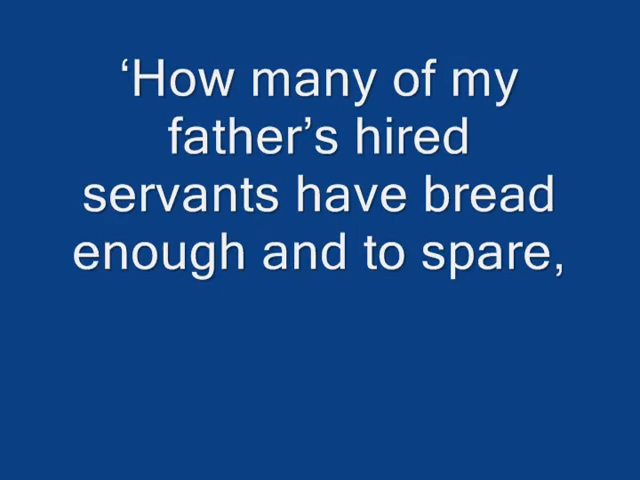 ‘How many of my
father’s hired
servants have bread
enough and to spare,